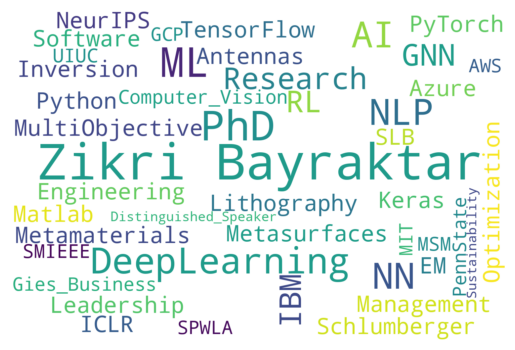 NeurIPS
GCP
TensorFlow
AI
PyTorch
Software
UIUC
ML
Antennas
GNN
AWS
Inversion
Research
Azure
Python
Computer_Vision
RL
NLP
MultiObjective
PhD
SLB
Zikri Bayraktar
Engineering
Lithography
Keras
Optimization
Matlab
Distinguished_Speaker
Sustainability
Metamaterials
Metasurfaces
MIT
MSM
PennState
SMIEEE
DeepLearning
NN
EM
Gies_Business
IBM
Leadership
Management
ICLR
SPWLA
Schlumberger